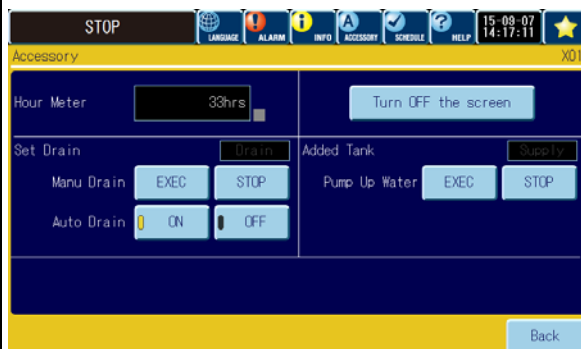 STOP LANGUAGE ALARM INFO ACCESSORY SCHEDULE HELP 15-09-07
14:17:11
Accessory X01
Hour Meter 33hrs Turn OFF the screen
Set Drain Drain Added Tank Supply
Manu Drain EXEC STOP Pump Up Water EXEC STOP
Auto Drain ON OFF
Back